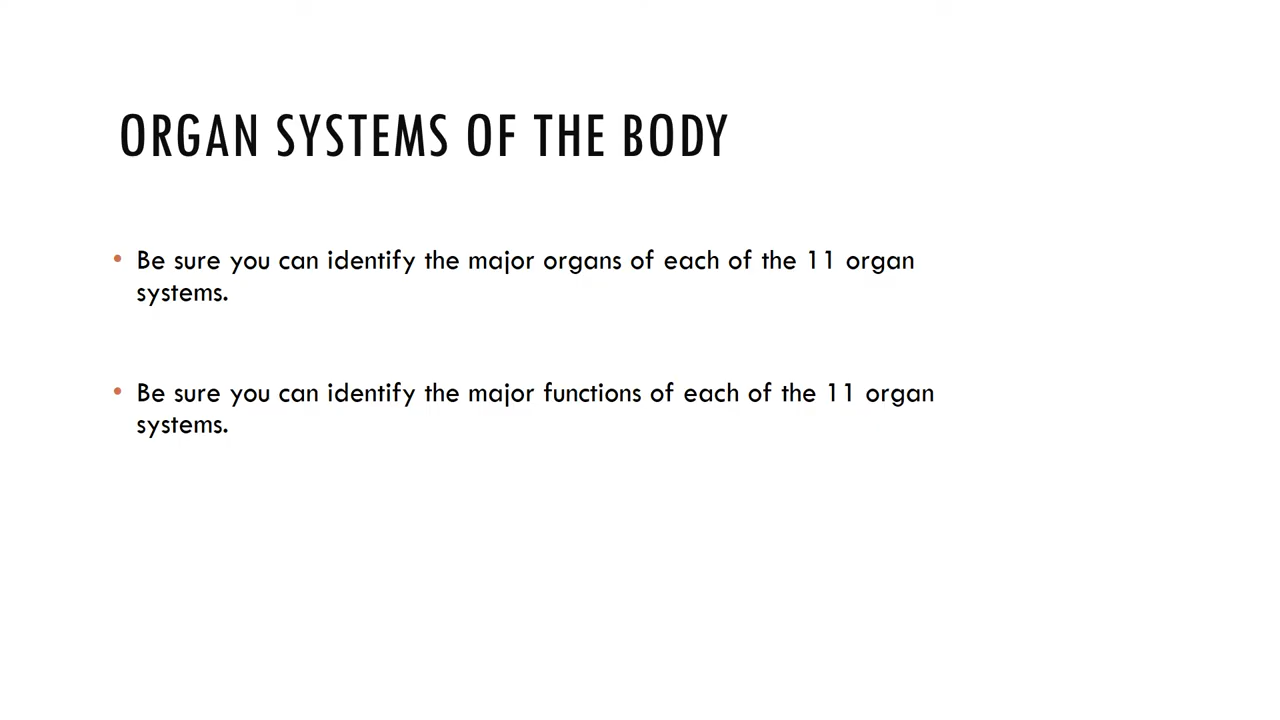 ORGAN SYSTEMS OF THE BODY
• Be sure you can identify the major organs of each of the 11 organ
systems.
• Be sure you can identify the major functions of each of the 11 organ
systems.